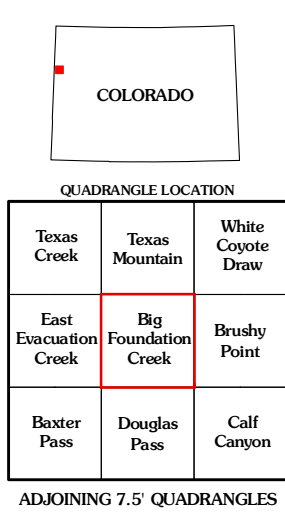 COLORADO
QUADRANGLE LOCATION
Texas
Creek
Texas
Mountain
White
Coyote
Draw
East
Evacuation
Creek
Big
Foundation
Creek
Brushy
Point
Baxter
Pass
Douglas
Pass
Calf
Canyon
ADJOINING 7.5' QUADRANGLES